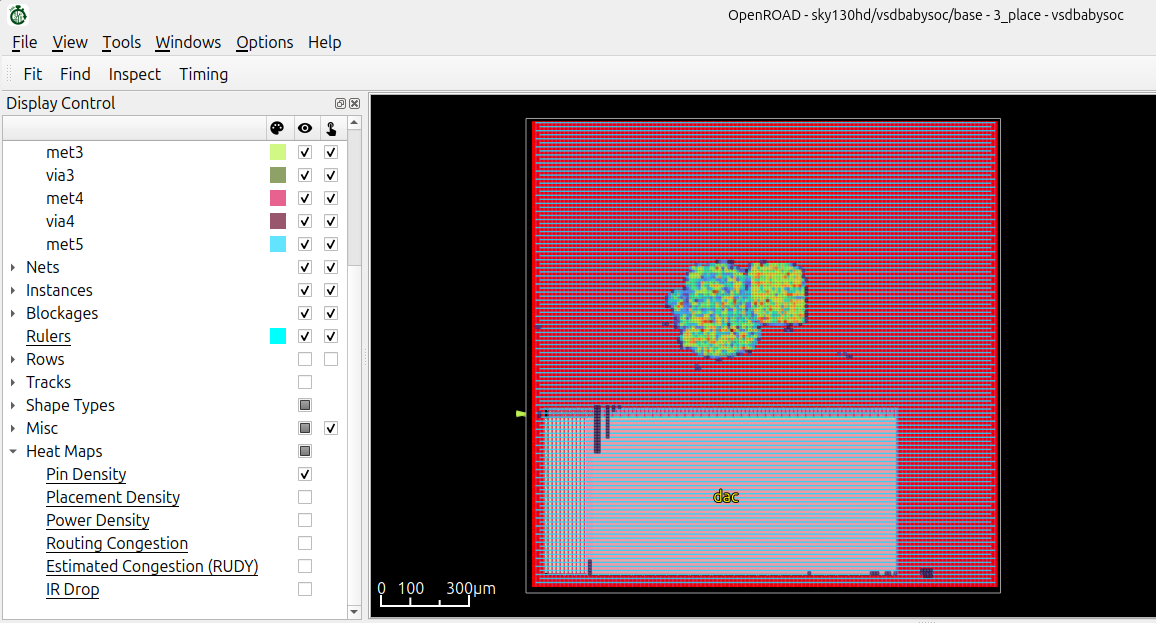 OpenROAD - sky130hd/vsdbabysoc/base - 3_place - vsdbabysoc
File View Tools Windows Options Help
Fit Find Inspect Timing
Display Control
met3
via3
met4
via4
met5
Nets
Instances
Blockages
Rulers
Rows
Tracks
Shape Types
Misc
Heat Maps
Pin Density
Placement Density
Power Density
Routing Congestion
Estimated Congestion (RUDY)
IR Drop
dac
0 100 300μm